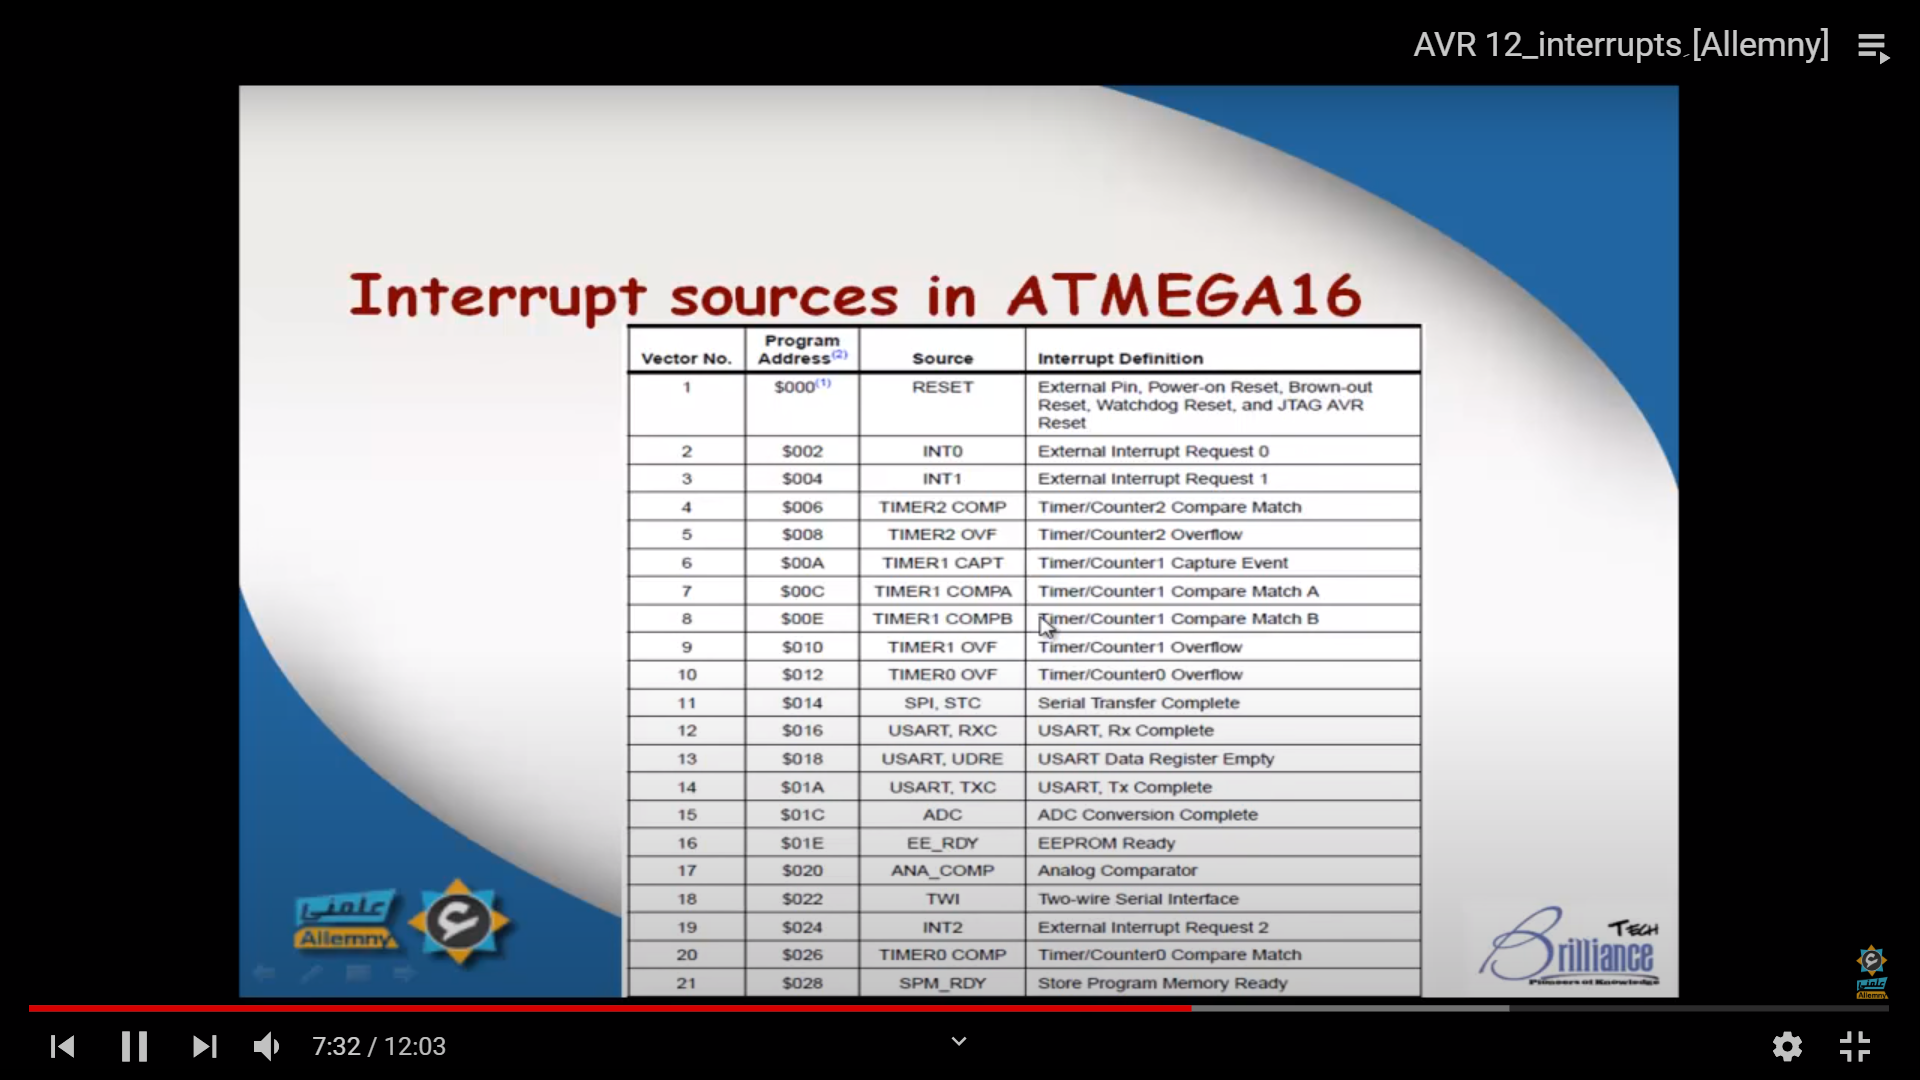 AVR 12_interrupts [Allemny]
Interrupt sources in ATMEGA16
Vector No. Program Address(2) Source Interrupt Definition
1 $000(1) RESET External Pin, Power-on Reset, Brown-out
Reset, Watchdog Reset, and JTAG AVR
Reset
2 $002 INT0 External Interrupt Request 0
3 $004 INT1 External Interrupt Request 1
4 $006 TIMER2 COMP Timer/Counter2 Compare Match
5 $008 TIMER2 OVF Timer/Counter2 Overflow
6 $00A TIMER1 CAPT Timer/Counter1 Capture Event
7 $00C TIMER1 COMPA Timer/Counter1 Compare Match A
8 $00E TIMER1 COMPB Timer/Counter1 Compare Match B
9 $010 TIMER1 OVF Timer/Counter1 Overflow
10 $012 TIMER0 OVF Timer/Counter0 Overflow
11 $014 SPI, STC Serial Transfer Complete
12 $016 USART, RXC USART, Rx Complete
13 $018 USART, UDRE USART Data Register Empty
14 $01A USART, TXC USART, Tx Complete
15 $01C ADC ADC Conversion Complete
16 $01E EE_RDY EEPROM Ready
17 $020 ANA_COMP Analog Comparator
18 $022 TWI Two-wire Serial Interface
19 $024 INT2 External Interrupt Request 2
20 $026 TIMER0 COMP Timer/Counter0 Compare Match
21 $028 SPM_RDY Store Program Memory Ready
علمني
Allemny
ع
Brilliance TECH
Pioneers of Knowledge
علمني
Allemny
7:32 / 12:03